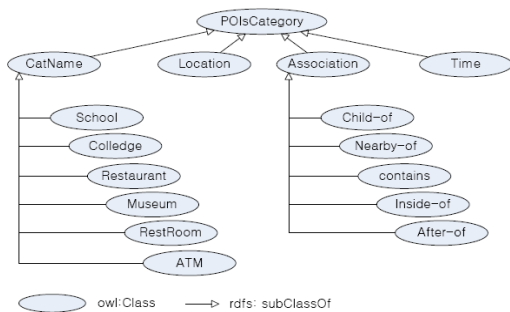 POIsCategory
CatName
Location
Association
Time
School
Colledge
Restaurant
Museum
RestRoom
ATM
Child-of
Nearby-of
contains
Inside-of
After-of
owl:Class
rdfs: subClassOf